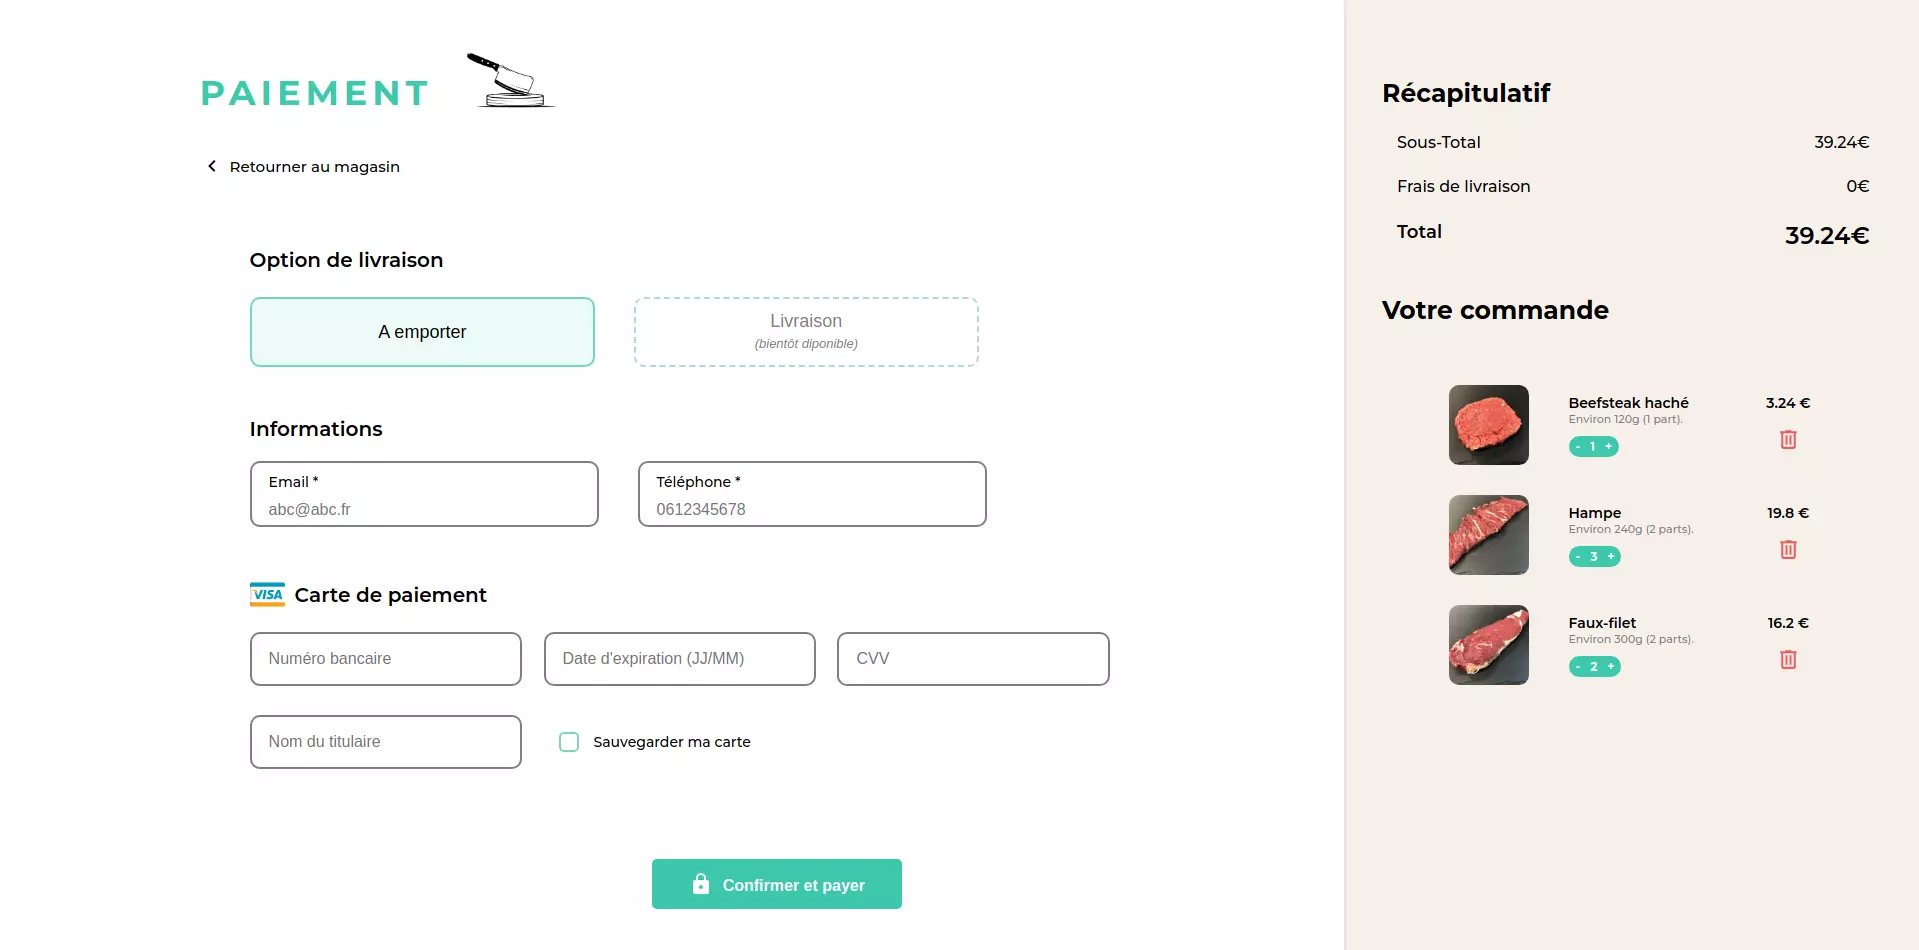 PAIEMENT
Retourner au magasin
Option de livraison
A emporter
Livraison
(bientôt diponible)
Informations
Email *
abc@abc.fr
Téléphone *
0612345678
VISA Carte de paiement
Numéro bancaire
Date d'expiration (JJ/MM)
CVV
Nom du titulaire
Sauvegarder ma carte
Confirmer et payer
Récapitulatif
Sous-Total 39.24€
Frais de livraison 0€
Total 39.24€
Votre commande
Beefsteak haché 3.24 €
Environ 120g (1 part).
- 1 +
Hampe 19.8 €
Environ 240g (2 parts).
- 3 +
Faux-filet 16.2 €
Environ 300g (2 parts).
- 2 +